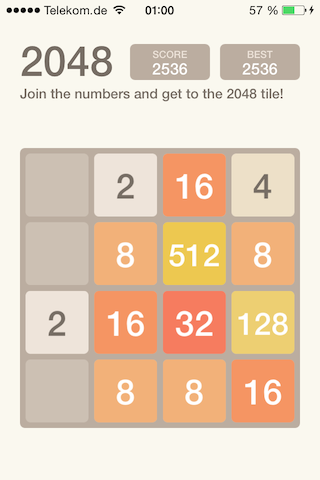 Telekom.de 01:00 57 %
2048 SCORE 2536 BEST 2536
Join the numbers and get to the 2048 tile!
2 16 4
8 512 8
2 16 32 128
8 8 16